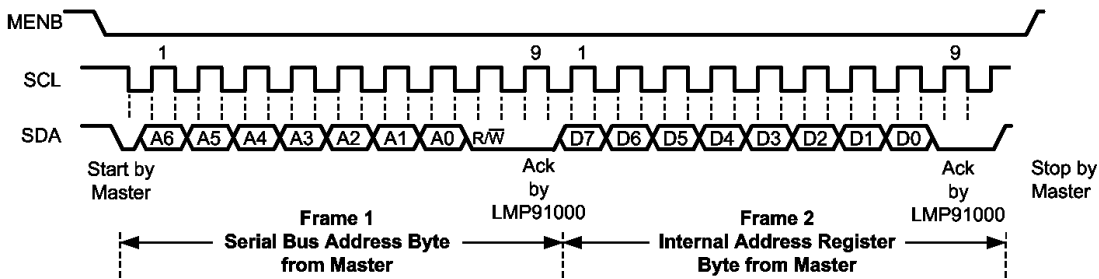 MENB
1 9 1 9
SCL
SDA A6 A5 A4 A3 A2 A1 A0 R/W̅ D7 D6 D5 D4 D3 D2 D1 D0
Start by
Master
Ack
by
LMP91000
Ack
by
LMP91000
Stop by
Master
Frame 1
Serial Bus Address Byte
from Master
Frame 2
Internal Address Register
Byte from Master